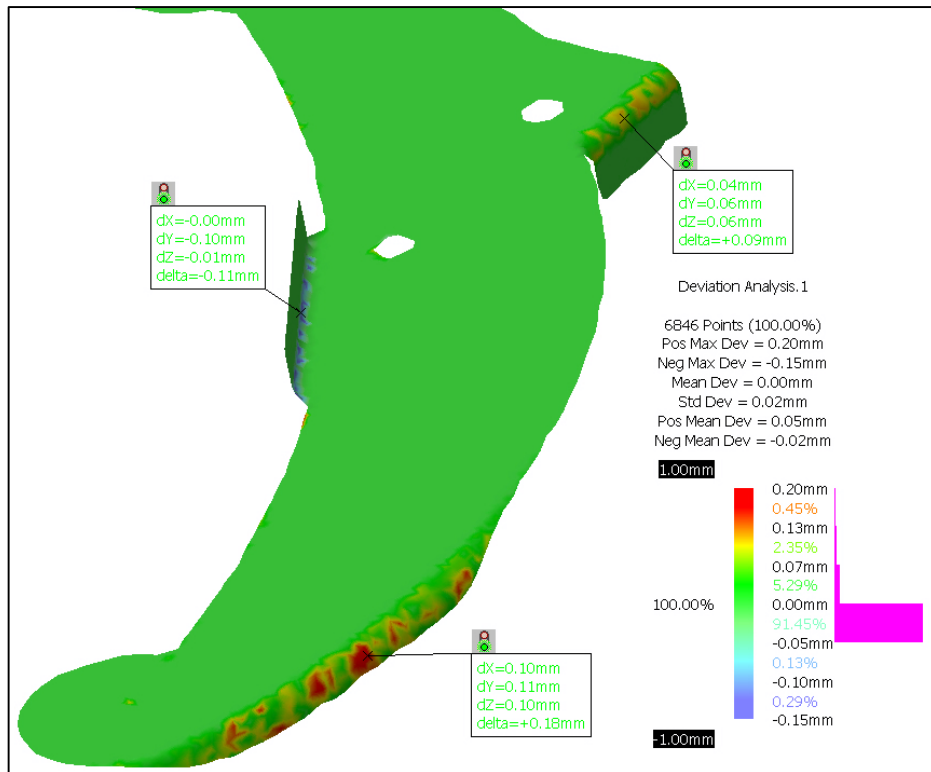 dX=0.04mm
dY=0.06mm
dZ=0.06mm
delta=+0.09mm
dX=-0.00mm
dY=-0.10mm
dZ=-0.01mm
delta=-0.11mm
Deviation Analysis.1
6846 Points (100.00%)
Pos Max Dev = 0.20mm
Neg Max Dev = -0.15mm
Mean Dev = 0.00mm
Std Dev = 0.02mm
Pos Mean Dev = 0.05mm
Neg Mean Dev = -0.02mm
1.00mm
0.20mm
0.45%
0.13mm
2.35%
0.07mm
5.29%
100.00%
0.00mm
91.45%
-0.05mm
0.13%
-0.10mm
0.29%
-0.15mm
-1.00mm
dX=0.10mm
dY=0.11mm
dZ=0.10mm
delta=+0.18mm